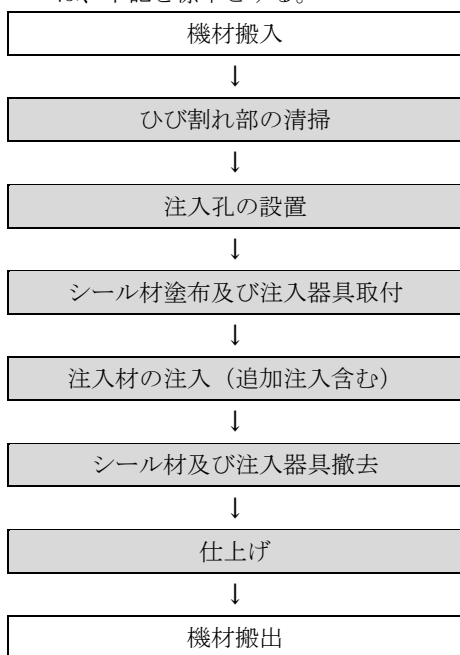 は、下記を標準とする。
機材搬入
↓
ひび割れ部の清掃
↓
注入孔の設置
↓
シール材塗布及び注入器具取付
↓
注入材の注入（追加注入含む）
↓
シール材及び注入器具撤去
↓
仕上げ
↓
機材搬出